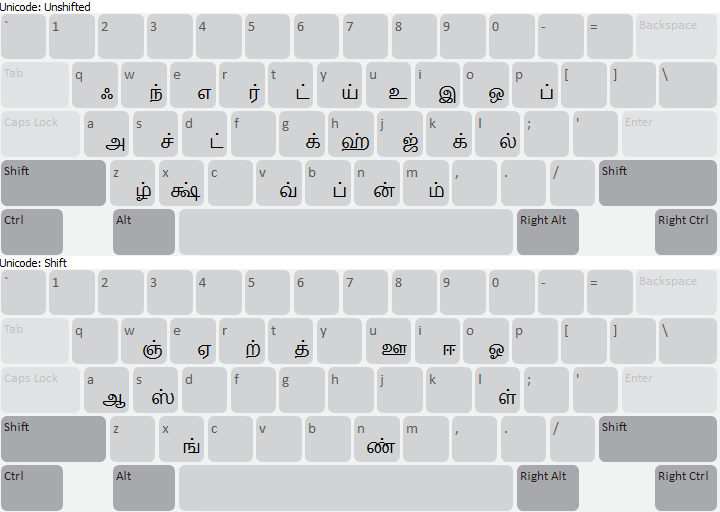 Unicode: Unshifted
` 1 2 3 4 5 6 7 8 9 0 - = Backspace
Tab q ஃ w ந் e எ r ர் t ட் y ய் u உ i இ o ஒ p ப் [ ] \
Caps Lock a அ s ச் d ட் f g க் h ஹ் j ஜ் k க் l ல் ; ' Enter
Shift z ழ் x க்ஷ் c v வ் b ப் n ன் m ம் , . / Shift
Ctrl Alt Right Alt Right Ctrl
Unicode: Shift
` 1 2 3 4 5 6 7 8 9 0 - = Backspace
Tab q w ஞ் e ஏ r ற் t த் y u ஊ i ஈ o ஓ p [ ] \
Caps Lock a ஆ s ஸ் d f g h j k l ள் ; ' Enter
Shift z x ங் c v b n ண் m , . / Shift
Ctrl Alt Right Alt Right Ctrl